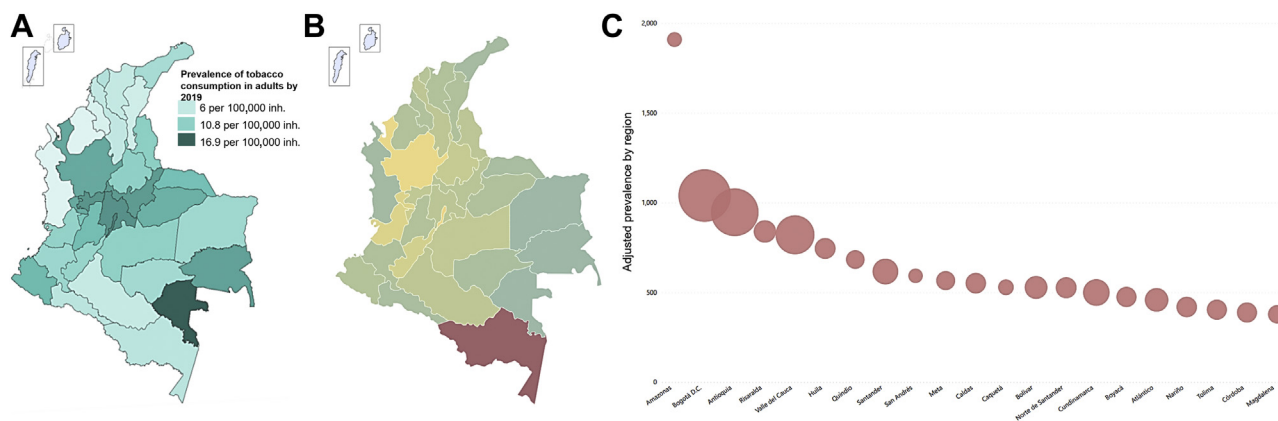 A
Prevalence of tobacco
consumption in adults by
2019
6 per 100,000 inh.
10.8 per 100,000 inh.
16.9 per 100,000 inh.
B
C
Adjusted prevalence by region
2,000
1,500
1,000
500
0
Amazonas
Bogotá D.C.
Antioquia
Risaralda
Valle del Cauca
Huila
Quindio
Santander
San Andrés
Meta
Caldas
Caquetá
Bolívar
Norte de Santander
Cundinamarca
Boyacá
Atlántico
Nariño
Tolima
Córdoba
Magdalena